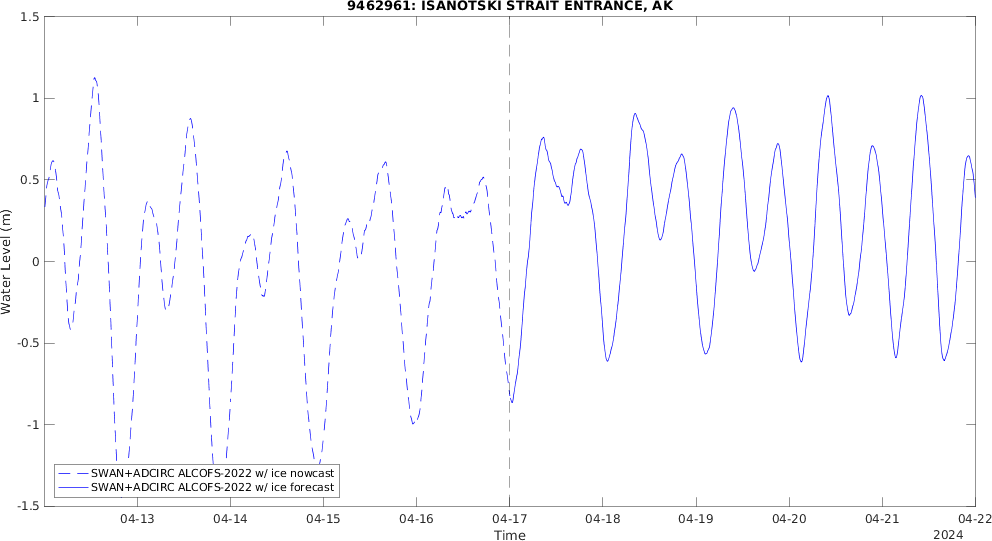 9462961: ISANOTSKI STRAIT ENTRANCE, AK
1.5
1
0.5
0
-0.5
-1
-1.5
Water Level (m)
SWAN+ADCIRC ALCOFS-2022 w/ ice nowcast
SWAN+ADCIRC ALCOFS-2022 w/ ice forecast
04-13 04-14 04-15 04-16 04-17 04-18 04-19 04-20 04-21 04-22
Time
2024